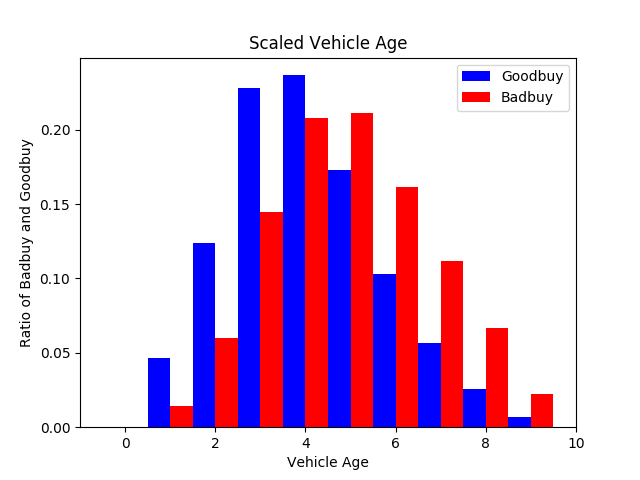 Scaled Vehicle Age
Goodbuy
Badbuy
Ratio of Badbuy and Goodbuy
0.20
0.15
0.10
0.05
0.00
0 2 4 6 8 10
Vehicle Age